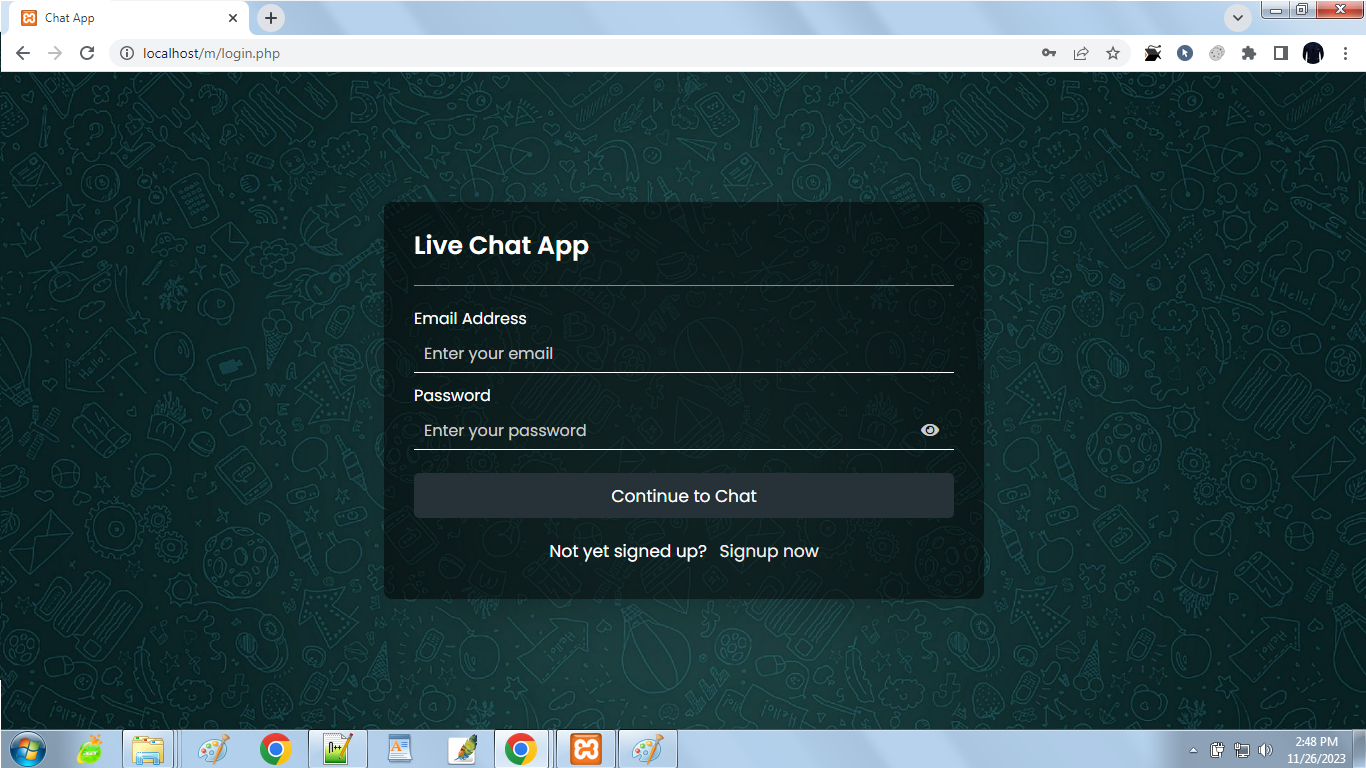 Chat App
localhost/m/login.php
Live Chat App
Email Address
Enter your email
Password
Enter your password
Continue to Chat
Not yet signed up? Signup now
2:48 PM
11/26/2023